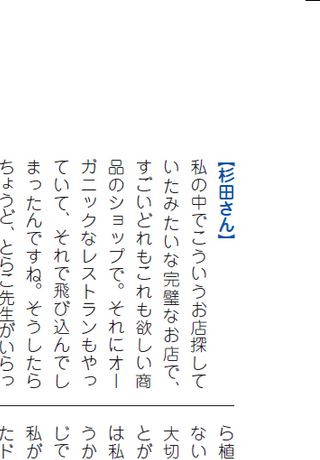 【杉田さん】
私の中でこういうお店探して
いたみたいな完璧なお店で、
すごいどれもこれも欲しい商
品のショップで。それにオー
ガニックなレストランもやっ
ていて、それで飛び込んでし
まったんですね。そうしたら
ちょうど、とらこ先生がいらっ
ら植
ない
大切
とが
は私
うか
じで
私が
たド